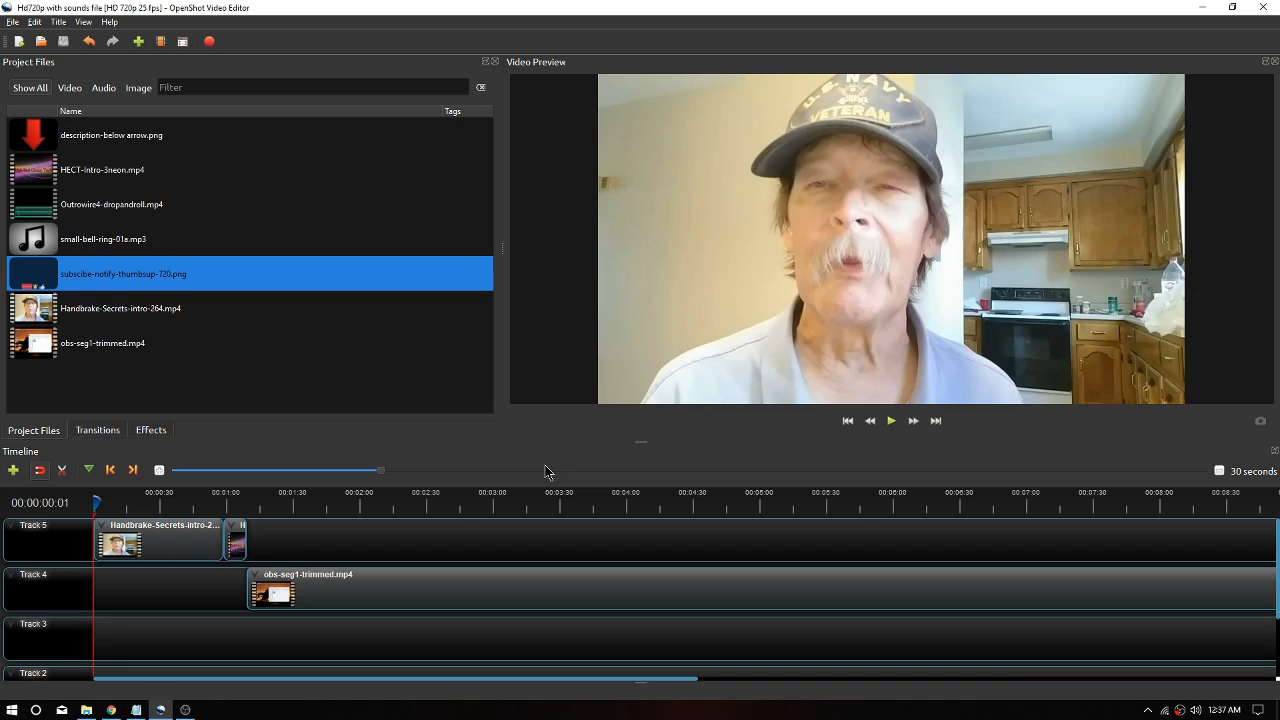 Hd720p with sounds file [HD 720p 25 fps] - OpenShot Video Editor
File Edit Title View Help
Project Files
Video Preview
Show All Video Audio Image Filter
Name Tags
description-below arrow.png
HECT-Intro-3neon.mp4
Outrowire4-dropandroll.mp4
small-bell-ring-01a.mp3
subscibe-notify-thumbsup-720.png
Handbrake-Secrets-intro-264.mp4
obs-seg1-trimmed.mp4
U.S. NAVY
VETERAN
Project Files Transitions Effects
Timeline
30 seconds
00:00:00:01
00:00:30 00:01:00 00:01:30 00:02:00 00:02:30 00:03:00 00:03:30 00:04:00 00:04:30 00:05:00 00:05:30 00:06:00 00:06:30 00:07:00 00:07:30 00:08:00 00:08:30
Track 5 Handbrake-Secrets-intro-2... H
Track 4 obs-seg1-trimmed.mp4
Track 3
Track 2
12:37 AM